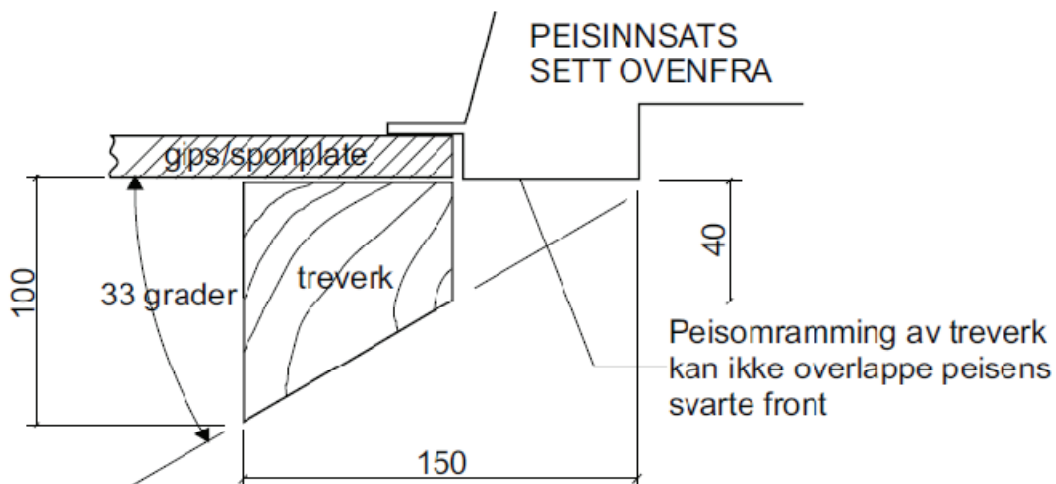 PEISINNSATS
SETT OVENFRA
gips/sponplate
100
33 grader
treverk
40
Peisomramming av treverk
kan ikke overlappe peisens
svarte front
150